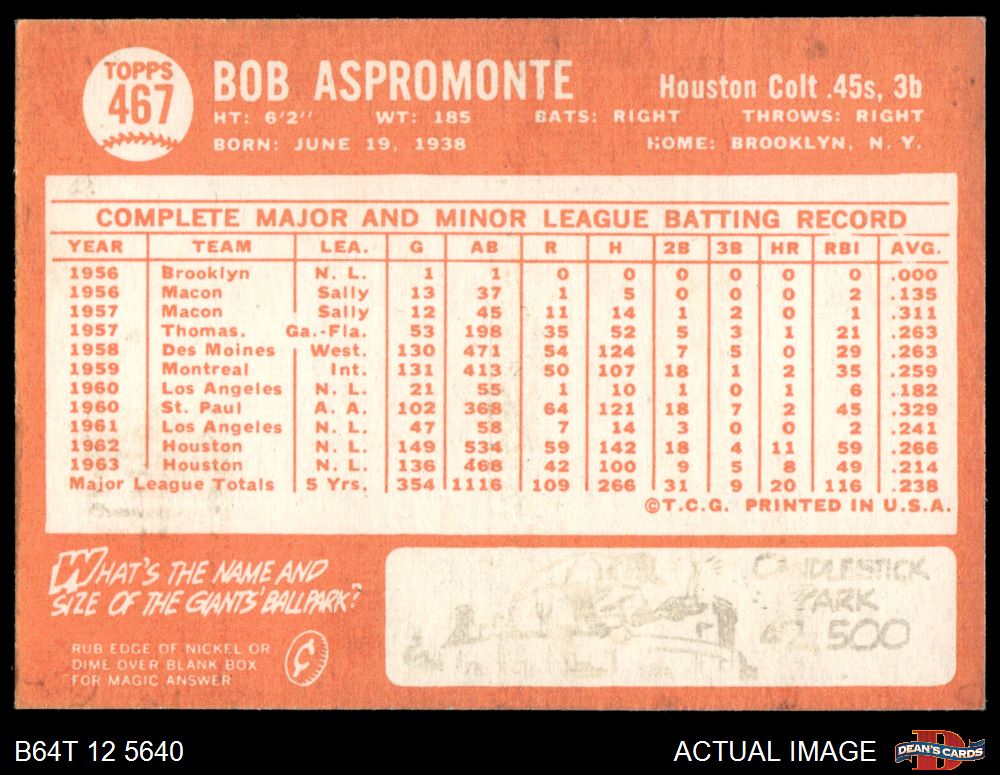 TOPPS
467
BOB ASPROMONTE
Houston Colt .45s, 3b
HT: 6'2" WT: 185 BATS: RIGHT THROWS: RIGHT
BORN: JUNE 19, 1938 HOME: BROOKLYN, N. Y.
COMPLETE MAJOR AND MINOR LEAGUE BATTING RECORD
YEAR TEAM LEA. G AB R H 2B 3B HR RBI AVG.
1956 Brooklyn N. L. 1 1 0 0 0 0 0 0 .000
1956 Macon Sally 13 37 1 5 0 0 0 2 .135
1957 Macon Sally 12 45 11 14 1 2 0 1 .311
1957 Thomas. Ga.-Fla. 53 198 35 52 5 3 1 21 .263
1958 Des Moines West. 130 471 54 124 7 5 0 29 .263
1959 Montreal Int. 131 413 50 107 18 1 2 35 .259
1960 Los Angeles N. L. 21 55 1 10 1 0 1 6 .182
1960 St. Paul A. A. 102 368 64 121 18 7 2 45 .329
1961 Los Angeles N. L. 47 58 7 14 3 0 0 2 .241
1962 Houston N. L. 149 534 59 142 18 4 11 59 .266
1963 Houston N. L. 136 468 42 100 9 5 8 49 .214
Major League Totals 5 Yrs. 354 1116 109 266 31 9 20 116 .238
©T.C.G. PRINTED IN U.S.A.
WHAT'S THE NAME AND
SIZE OF THE GIANTS' BALLPARK?
RUB EDGE OF NICKEL OR
DIME OVER BLANK BOX
FOR MAGIC ANSWER
CANDLESTICK
PARK
42,500
B64T 12 5640
ACTUAL IMAGE
DEAN'S CARDS